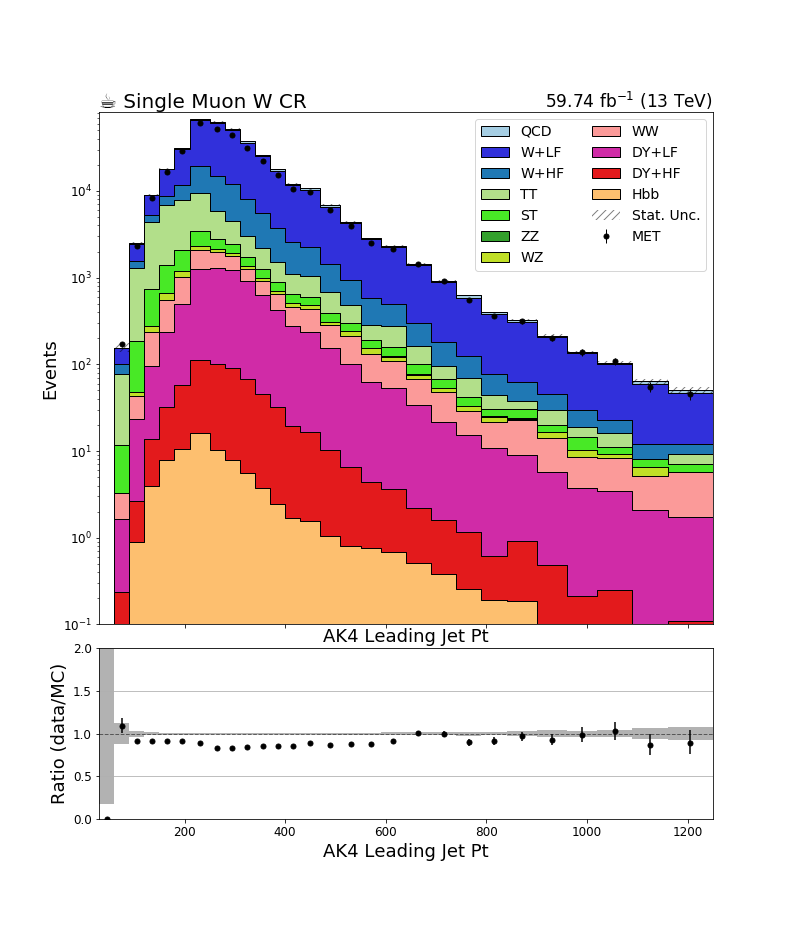 ☕ Single Muon W CR
59.74 fb⁻¹ (13 TeV)
QCD
W+LF
W+HF
TT
ST
ZZ
WZ
WW
DY+LF
DY+HF
Hbb
Stat. Unc.
MET
Events
10⁴
10³
10²
10¹
10⁰
10⁻¹
AK4 Leading Jet Pt
Ratio (data/MC)
2.0
1.5
1.0
0.5
0.0
200
400
600
800
1000
1200
AK4 Leading Jet Pt